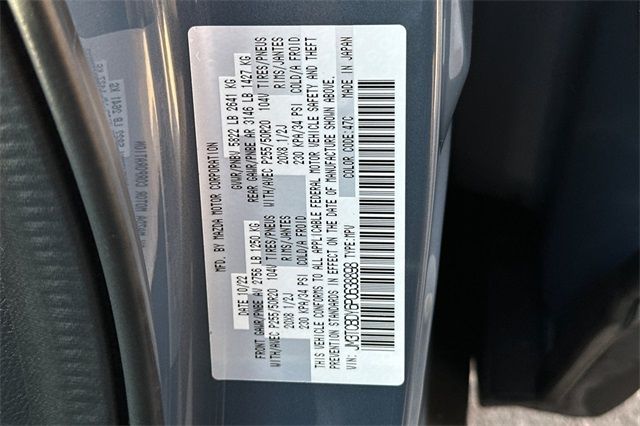 MFD. BY MAZDA MOTOR CORPORATION
DATE 10/22 GVWR/PNBV 5822 LB 2641 KG
FRONT GAWR/PNBE AV 2756 LB 1250 KG REAR GAWR/PNBE AR 3146 LB 1427 KG
WITH/AVEC P255/50R20 104V TIRES/PNEUS WITH/AVEC P255/50R20 104V TIRES/PNEUS
20X8 1/2J RIMS/JANTES 20X8 1/2J RIMS/JANTES
230 KPA/34 PSI COLD/A FROID 230 KPA/34 PSI COLD/A FROID
THIS VEHICLE CONFORMS TO ALL APPLICABLE FEDERAL MOTOR VEHICLE SAFETY AND THEFT
PREVENTION STANDARDS IN EFFECT ON THE DATE OF MANUFACTURE SHOWN ABOVE.
VIN: TYPE:MPV COLOR CODE:47C MADE IN JAPAN